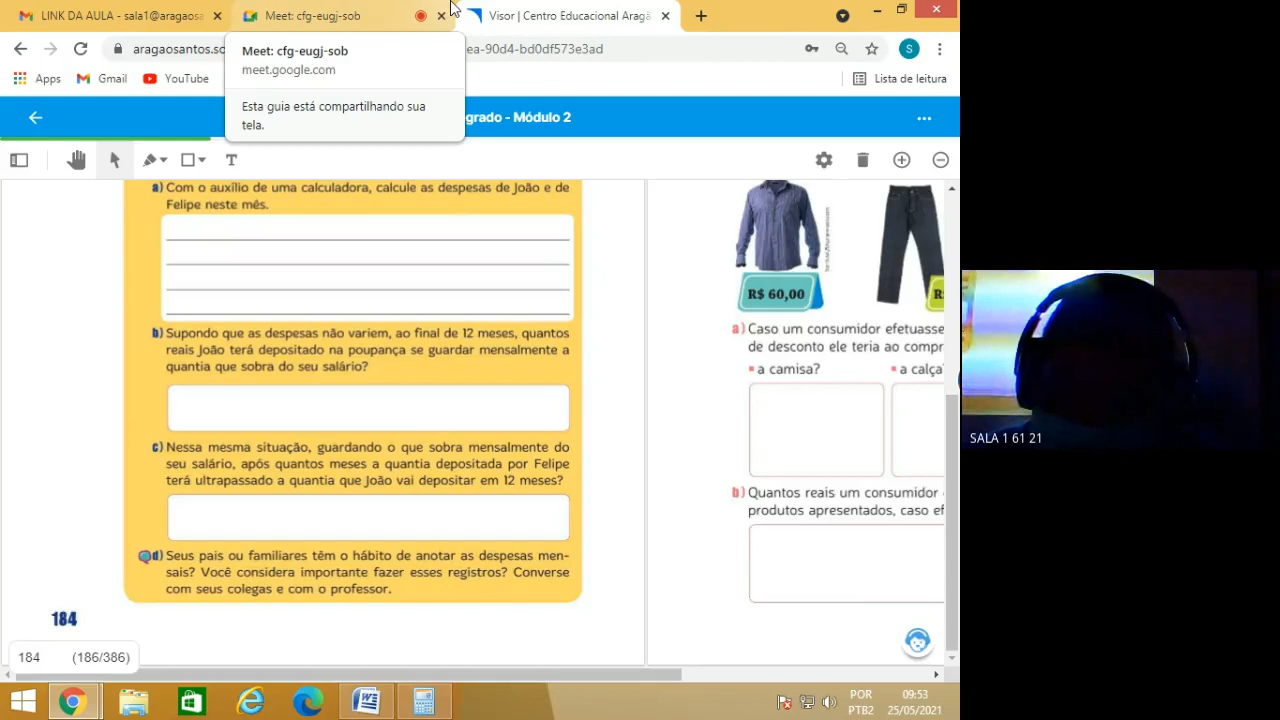 LINK DA AULA - sala1@aragaosa
Meet: cfg-eugj-sob
Visor | Centro Educacional Aragã
aragaosantos.so
ea-90d4-bd0df573e3ad
S
Apps
Gmail
YouTube
Lista de leitura
Meet: cfg-eugj-sob
meet.google.com
Esta guia está compartilhando sua
tela.
grado - Módulo 2
T
a) Com o auxílio de uma calculadora, calcule as despesas de João e de
Felipe neste mês.
b) Supondo que as despesas não variem, ao final de 12 meses, quantos
reais João terá depositado na poupança se guardar mensalmente a
quantia que sobra do seu salário?
c) Nessa mesma situação, guardando o que sobra mensalmente do
seu salário, após quantos meses a quantia depositada por Felipe
terá ultrapassado a quantia que João vai depositar em 12 meses?
d) Seus pais ou familiares têm o hábito de anotar as despesas men-
sais? Você considera importante fazer esses registros? Converse
com seus colegas e com o professor.
184
184 (186/386)
R$ 60,00
R$
a) Caso um consumidor efetuasse
de desconto ele teria ao compr
a camisa?
a calça?
b) Quantos reais um consumidor
produtos apresentados, caso ef
SALA 1 61 21
POR
PTB2
09:53
25/05/2021